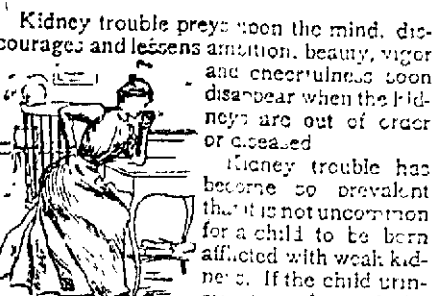 Kidney trouble preys upon the mind, dis-
courages and lessens ambition, beauty, vigor
and cheerfulness soon
disappear when the kid-
neys are out of order
or diseased
Kidney trouble has
become so prevalent
that it is not uncommon
for a child to be born
afflicted with weak kid-
neys. If the child urin-